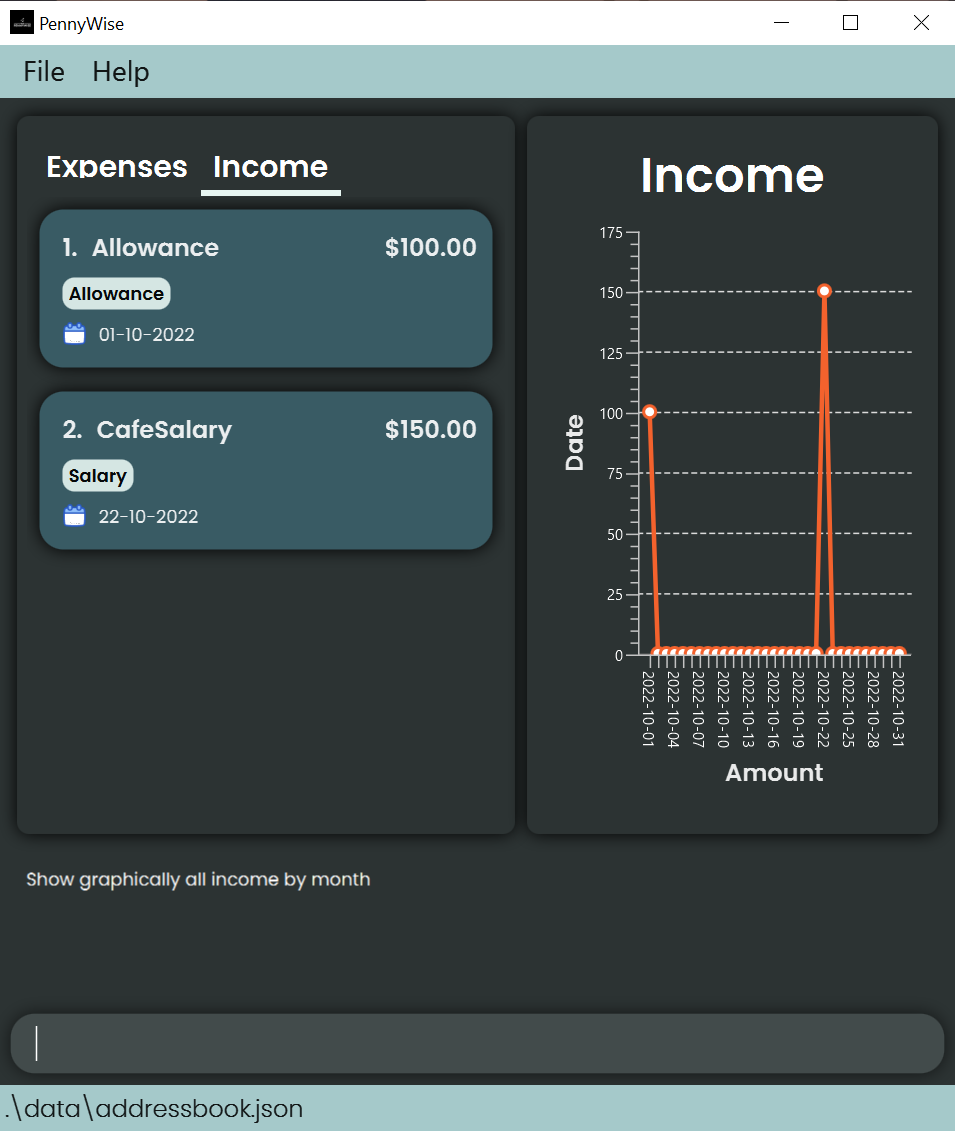 PennyWise
File Help
Expenses Income
1. Allowance $100.00
Allowance
01-10-2022
2. CafeSalary $150.00
Salary
22-10-2022
Income
175
150
125
100
75
50
25
0
Date
2022-10-01
2022-10-04
2022-10-07
2022-10-10
2022-10-13
2022-10-16
2022-10-19
2022-10-22
2022-10-25
2022-10-28
2022-10-31
Amount
Show graphically all income by month
.\data\addressbook.json